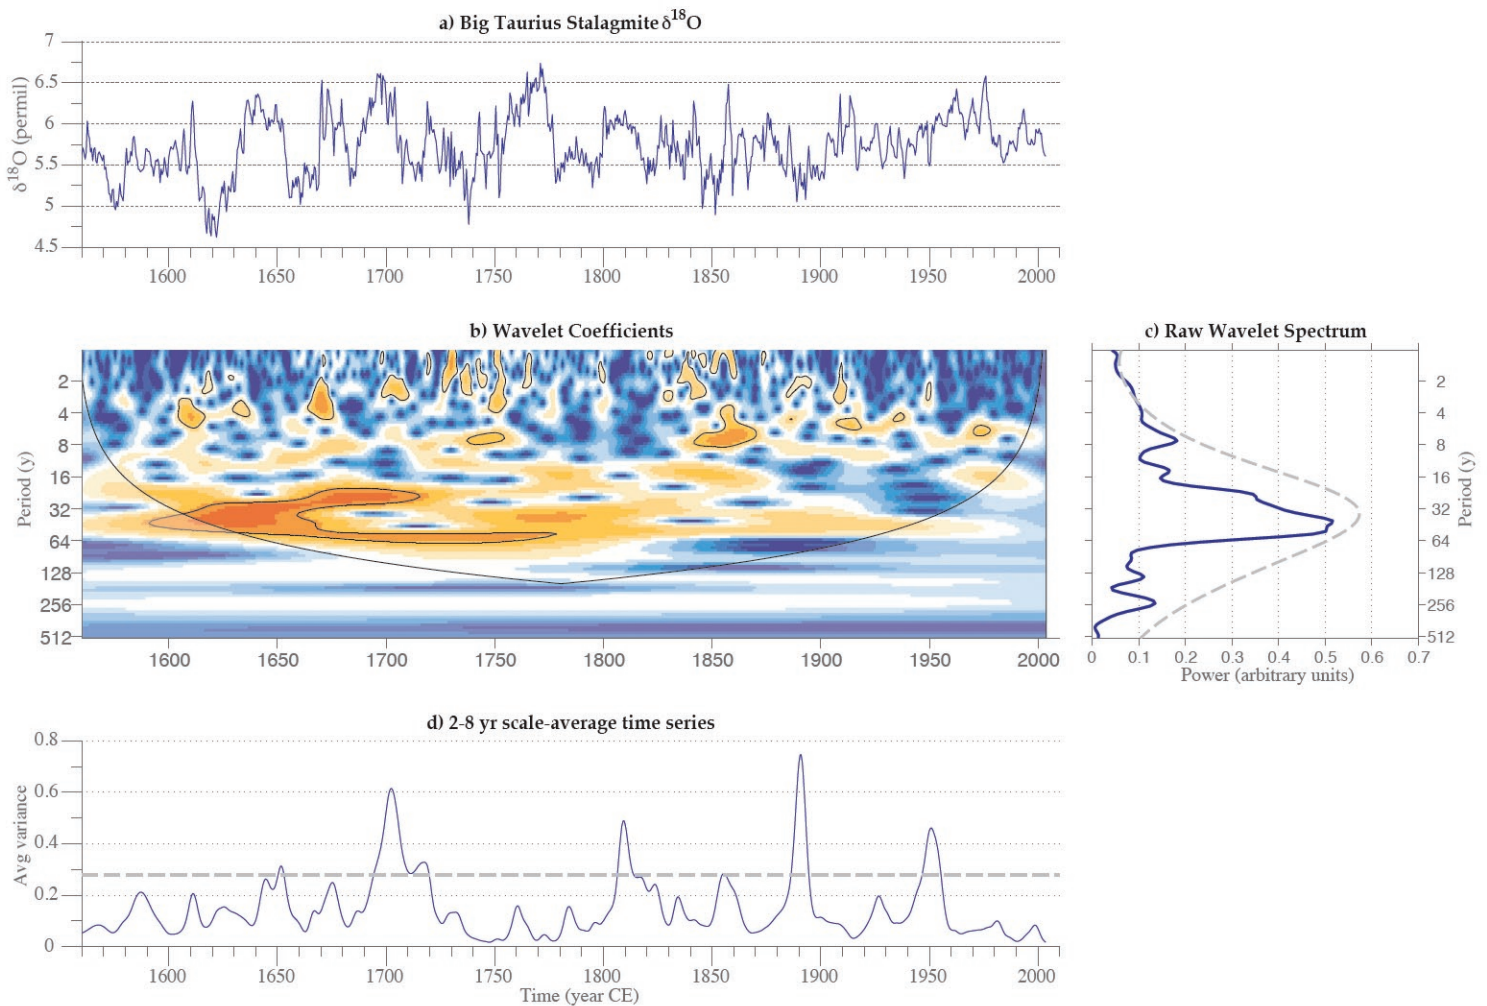 a) Big Taurius Stalagmite δ¹⁸O
δ¹⁸O (permil)
7
6.5
6
5.5
5
4.5
1600 1650 1700 1750 1800 1850 1900 1950 2000
b) Wavelet Coefficients
Period (y)
2
4
8
16
32
64
128
256
512
1600 1650 1700 1750 1800 1850 1900 1950 2000
c) Raw Wavelet Spectrum
2
4
8
16
32
64
128
256
512
Period (y)
0 0.1 0.2 0.3 0.4 0.5 0.6 0.7
Power (arbitrary units)
d) 2-8 yr scale-average time series
Avg variance
0.8
0.6
0.4
0.2
0
1600 1650 1700 1750 1800 1850 1900 1950 2000
Time (year CE)